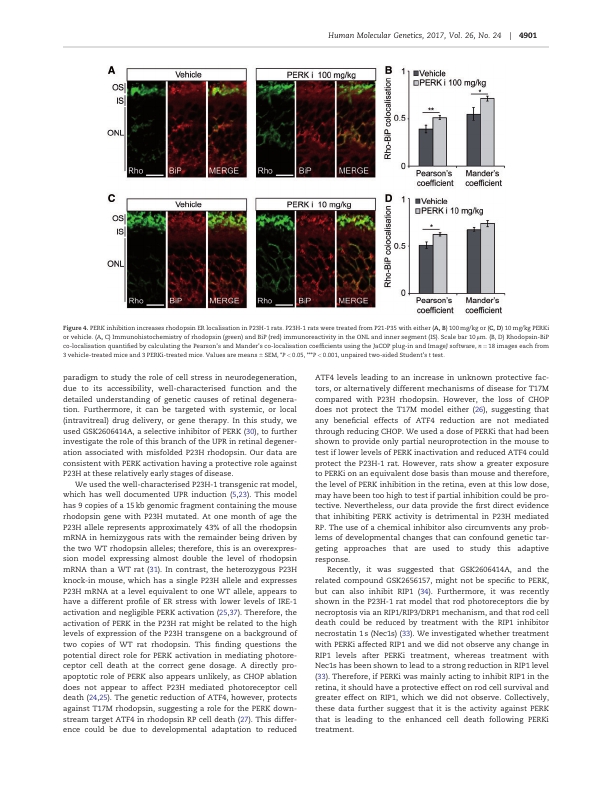 Human Molecular Genetics, 2017, Vol. 26, No. 24 | 4901
A
Vehicle
PERK i 100 mg/kg
OS
IS
ONL
Rho
BiP
MERGE
Rho
BiP
MERGE
B
Rho-BiP colocalisation
1
0.5
0
Vehicle
PERK i 100 mg/kg
**
*
Pearson's
coefficient
Mander's
coefficient
C
Vehicle
PERK i 10 mg/kg
OS
IS
ONL
Rho
BiP
MERGE
Rho
BiP
MERGE
D
Rho-BiP colocalisation
1
0.5
0
Vehicle
PERK i 10 mg/kg
*
Pearson's
coefficient
Mander's
coefficient
Figure 4. PERK inhibition increases rhodopsin ER localisation in P23H-1 rats. P23H-1 rats were treated from P21-P35 with either (A, B) 100 mg/kg or (C, D) 10 mg/kg PERKi
or vehicle. (A, C) Immunohistochemistry of rhodopsin (green) and BiP (red) immunoreactivity in the ONL and inner segment (IS). Scale bar 10 μm. (B, D) Rhodopsin-BiP
co-localisation quantified by calculating the Pearson's and Mander's co-localisation coefficients using the JaCOP plug-in and ImageJ software, n = 18 images each from
3 vehicle-treated mice and 3 PERKi-treated mice. Values are means ± SEM, *P < 0.05, **P < 0.001, unpaired two-sided Student's t test.
paradigm to study the role of cell stress in neurodegeneration,
due to its accessibility, well-characterised function and the
detailed understanding of genetic causes of retinal degenera-
tion. Furthermore, it can be targeted with systemic, or local
(intravitreal) drug delivery, or gene therapy. In this study, we
used GSK2606414A, a selective inhibitor of PERK (30), to further
investigate the role of this branch of the UPR in retinal degener-
ation associated with misfolded P23H rhodopsin. Our data are
consistent with PERK activation having a protective role against
P23H at these relatively early stages of disease.
We used the well-characterised P23H-1 transgenic rat model,
which has well documented UPR induction (5,23). This model
has 9 copies of a 15 kb genomic fragment containing the mouse
rhodopsin gene with P23H mutated. At one month of age the
P23H allele represents approximately 43% of all the rhodopsin
mRNA in hemizygous rats with the remainder being driven by
the two WT rhodopsin alleles; therefore, this is an overexpres-
sion model expressing almost double the level of rhodopsin
mRNA than a WT rat (31). In contrast, the heterozygous P23H
knock-in mouse, which has a single P23H allele and expresses
P23H mRNA at a level equivalent to one WT allele, appears to
have a different profile of ER stress with lower levels of IRE-1
activation and negligible PERK activation (25,37). Therefore, the
activation of PERK in the P23H rat might be related to the high
levels of expression of the P23H transgene on a background of
two copies of WT rat rhodopsin. This finding questions the
potential direct role for PERK activation in mediating photore-
ceptor cell death at the correct gene dosage. A directly pro-
apoptotic role of PERK also appears unlikely, as CHOP ablation
does not appear to affect P23H mediated photoreceptor cell
death (24,25). The genetic reduction of ATF4, however, protects
against T17M rhodopsin, suggesting a role for the PERK down-
stream target ATF4 in rhodopsin RP cell death (27). This differ-
ence could be due to developmental adaptation to reduced
ATF4 levels leading to an increase in unknown protective fac-
tors, or alternatively different mechanisms of disease for T17M
compared with P23H rhodopsin. However, the loss of CHOP
does not protect the T17M model either (26), suggesting that
any beneficial effects of ATF4 reduction are not mediated
through reducing CHOP. We used a dose of PERKi that had been
shown to provide only partial neuroprotection in the mouse to
test if lower levels of PERK inactivation and reduced ATF4 could
protect the P23H-1 rat. However, rats show a greater exposure
to PERKi on an equivalent dose basis than mouse and therefore,
the level of PERK inhibition in the retina, even at this low dose,
may have been too high to test if partial inhibition could be pro-
tective. Nevertheless, our data provide the first direct evidence
that inhibiting PERK activity is detrimental in P23H mediated
RP. The use of a chemical inhibitor also circumvents any prob-
lems of developmental changes that can confound genetic tar-
geting approaches that are used to study this adaptive
response.
Recently, it was suggested that GSK2606414A, and the
related compound GSK2656157, might not be specific to PERK,
but can also inhibit RIP1 (34). Furthermore, it was recently
shown in the P23H-1 rat model that rod photoreceptors die by
necroptosis via an RIP1/RIP3/DRP1 mechanism, and that rod cell
death could be reduced by treatment with the RIP1 inhibitor
necrostatin 1s (Nec1s) (33). We investigated whether treatment
with PERKi affected RIP1 and we did not observe any change in
RIP1 levels after PERKi treatment, whereas treatment with
Nec1s has been shown to lead to a strong reduction in RIP1 level
(33). Therefore, if PERKi was mainly acting to inhibit RIP1 in the
retina, it should have a protective effect on rod cell survival and
greater effect on RIP1, which we did not observe. Collectively,
these data further suggest that it is the activity against PERK
that is leading to the enhanced cell death following PERKi
treatment.